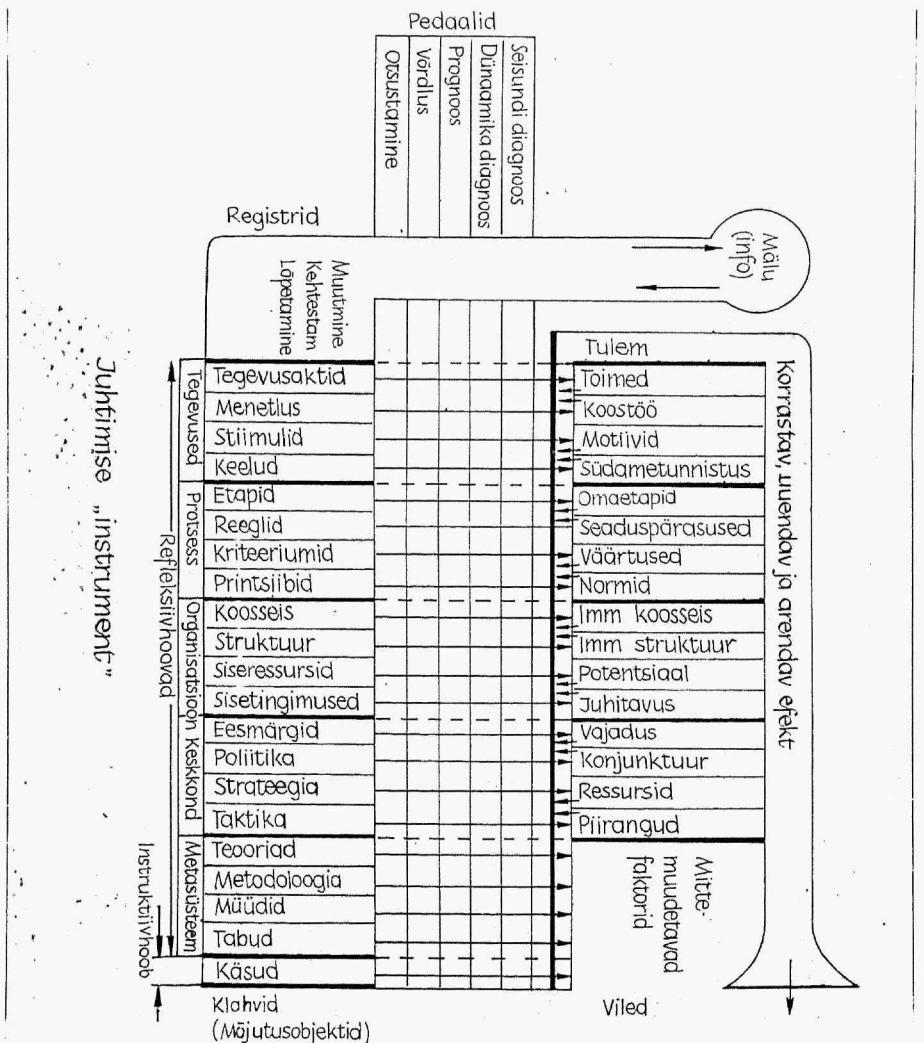 Pedaalid
Otsustamine
Võrdlus
Prognoos
Dünaamika diagnoos
Seisundi diagnoos
Registrid
Mälu
(info)
Muutmine
Kehtestam
Lõpetamine
Juhtimise „instrument”
Refleksiivhoovad
Instruktiivhoob
Tegevused
Tegevusaktid
Menetlus
Stiimulid
Keelud
Protsess
Etapid
Reeglid
Kriteeriumid
Printsiibid
Organisatsioon
Koosseis
Struktuur
Siseressursid
Sisetingimused
Keskkond
Eesmärgid
Poliitika
Strateegia
Taktika
Metasüsteem
Teooriad
Metodoloogia
Müüdid
Tabud
Käsud
Klahvid
(Mõjutusobjektid)
Tulem
Toimed
Koostöö
Motiivid
Südametunnistus
Omaetapid
Seaduspärasused
Väärtused
Normid
Imm koosseis
Imm struktuur
Potentsiaal
Juhitavus
Vajadus
Konjunktuur
Ressursid
Piirangud
Mitte-
muudetavad
faktorid
Korrastav, uuendav ja arendav efekt
Viled